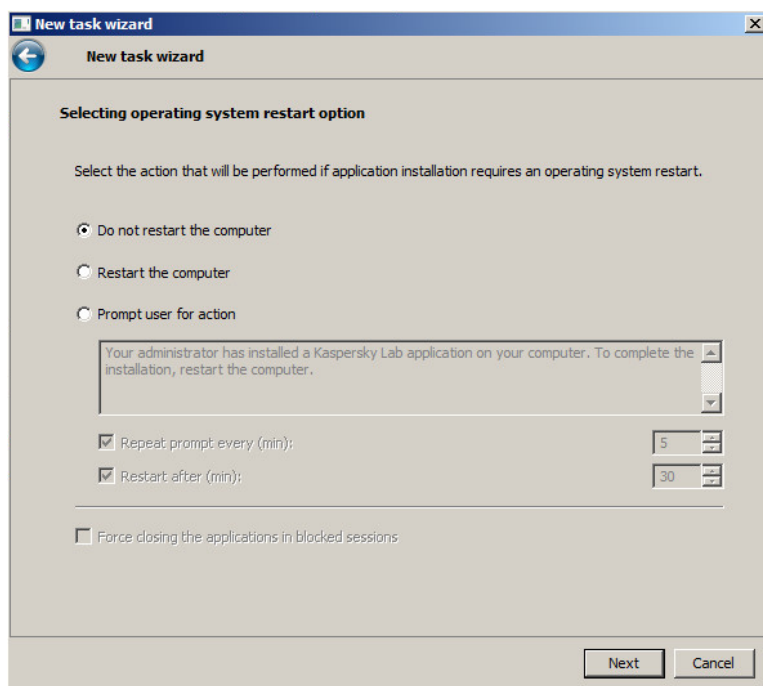 New task wizard
New task wizard
Selecting operating system restart option
Select the action that will be performed if application installation requires an operating system restart.
Do not restart the computer
Restart the computer
Prompt user for action
Your administrator has installed a Kaspersky Lab application on your computer. To complete the
installation, restart the computer.
Repeat prompt every (min): 5
Restart after (min): 30
Force closing the applications in blocked sessions
Next Cancel